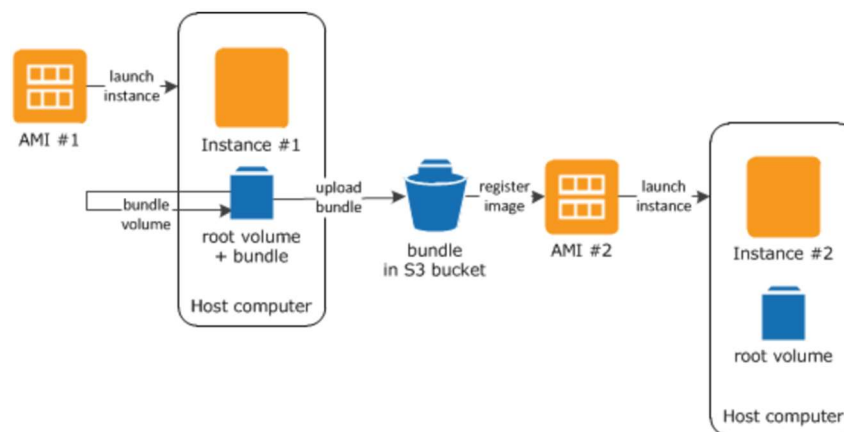 AMI #1
launch
instance
Instance #1
bundle
volume
root volume
+ bundle
Host computer
upload
bundle
bundle
in S3 bucket
register
image
AMI #2
launch
instance
Instance #2
root volume
Host computer